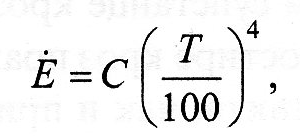 Ė = C (T/100)^4,